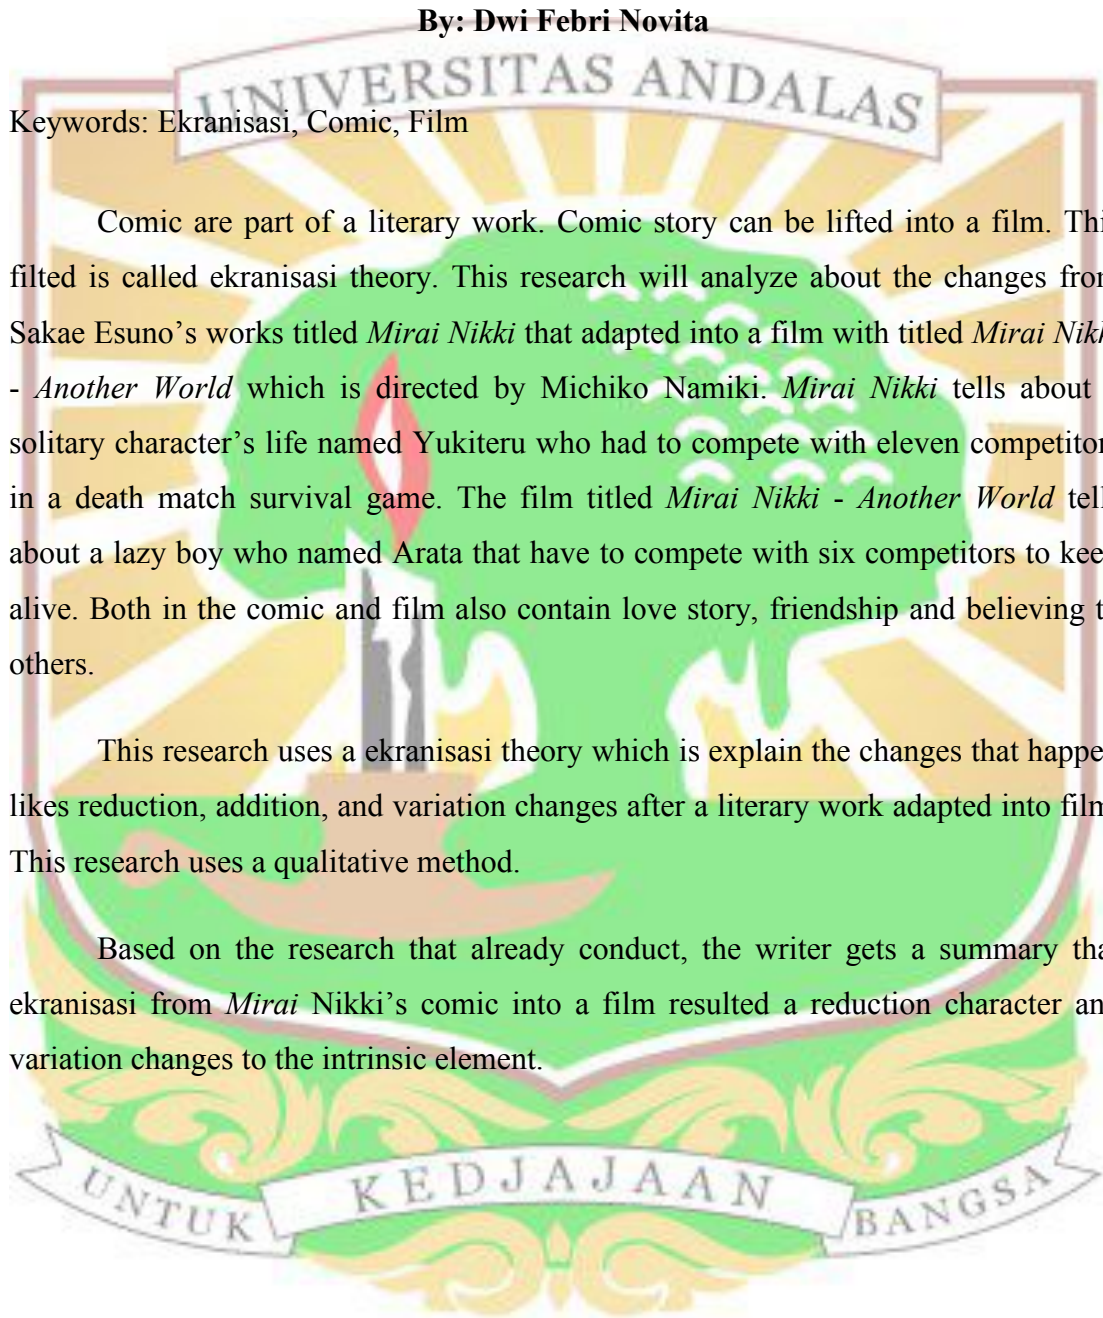 By: Dwi Febri Novita
UNIVERSITAS ANDALAS
Keywords: Ekranisasi, Comic, Film
Comic are part of a literary work. Comic story can be lifted into a film. Thi
filted is called ekranisasi theory. This research will analyze about the changes fron
Sakae Esuno’s works titled Mirai Nikki that adapted into a film with titled Mirai Nikk
- Another World which is directed by Michiko Namiki. Mirai Nikki tells about
solitary character’s life named Yukiteru who had to compete with eleven competitor
in a death match survival game. The film titled Mirai Nikki - Another World tell
about a lazy boy who named Arata that have to compete with six competitors to kee
alive. Both in the comic and film also contain love story, friendship and believing t
others.
This research uses a ekranisasi theory which is explain the changes that happe
likes reduction, addition, and variation changes after a literary work adapted into film
This research uses a qualitative method.
Based on the research that already conduct, the writer gets a summary tha
ekranisasi from Mirai Nikki’s comic into a film resulted a reduction character an
variation changes to the intrinsic element.
UNTUK KEDJAJAAN BANGSA